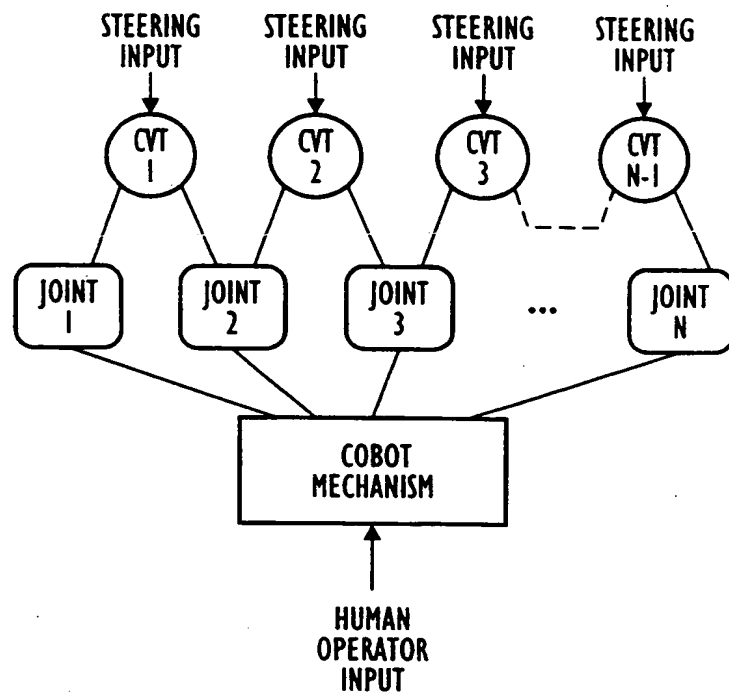 STEERING INPUT
STEERING INPUT
STEERING INPUT
STEERING INPUT
CVT 1
CVT 2
CVT 3
CVT N-1
JOINT 1
JOINT 2
JOINT 3
...
JOINT N
COBOT
MECHANISM
HUMAN
OPERATOR
INPUT